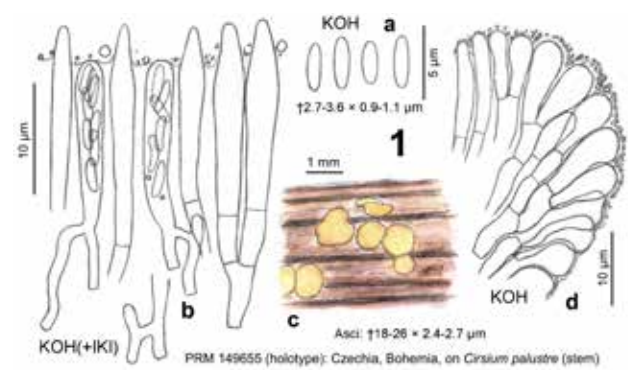 KOH
a
5 µm
†2.7-3.6 × 0.9-1.1 µm
10 µm
1
1 mm
b
c
KOH
d
10 µm
KOH(+IKI)
Asci: †18-26 × 2.4-2.7 µm
PRM 149655 (holotype): Czechia, Bohemia, on Cirsium palustre (stem)